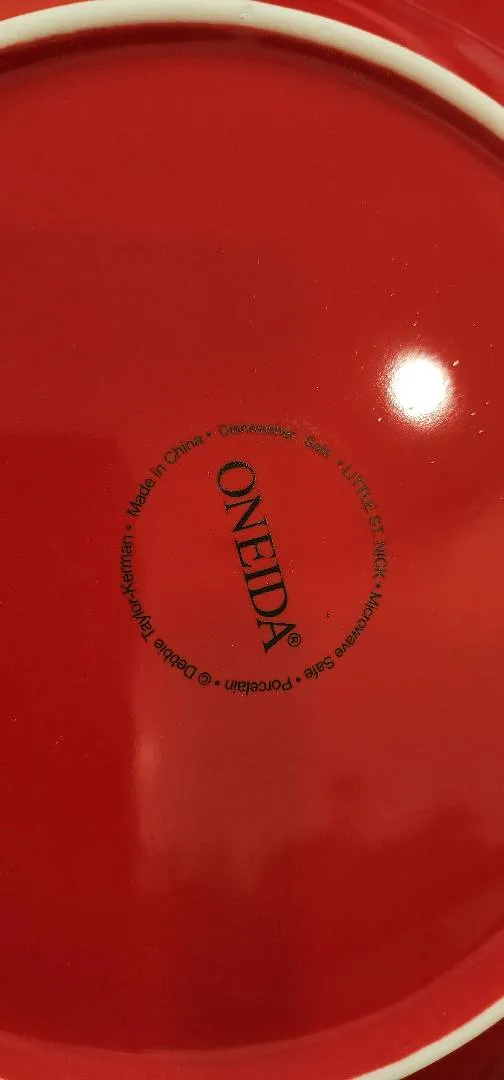 ONEIDA®
LITTLE ST. NICK • Microwave Safe • Porcelain • © Debbie Taylor-Kerman • Made in China • Dishwasher Safe •